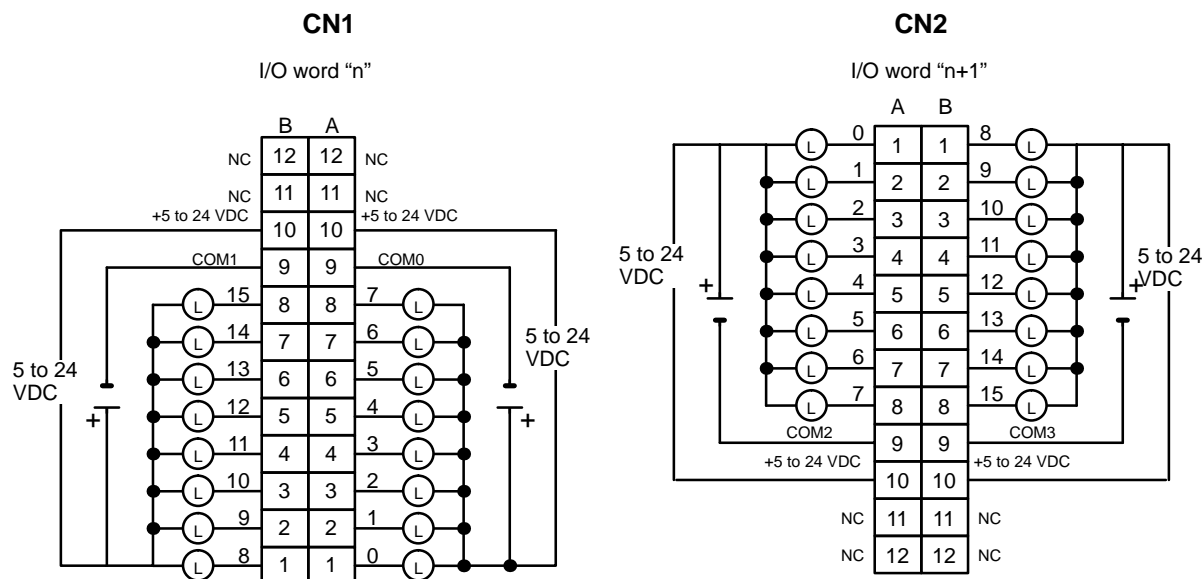 CN1
I/O word “n”
B A
NC 12 12 NC
NC 11 11 NC
+5 to 24 VDC 10 10 +5 to 24 VDC
COM1 9 9 COM0
L 15 8 8 7 L
L 14 7 7 6 L
L 13 6 6 5 L
L 12 5 5 4 L
L 11 4 4 3 L
L 10 3 3 2 L
L 9 2 2 1 L
L 8 1 1 0 L
5 to 24
VDC
+
5 to 24
VDC
+
CN2
I/O word “n+1”
A B
L 0 1 1 8 L
L 1 2 2 9 L
L 2 3 3 10 L
L 3 4 4 11 L
L 4 5 5 12 L
L 5 6 6 13 L
L 6 7 7 14 L
L 7 8 8 15 L
COM2 9 9 COM3
+5 to 24 VDC 10 10 +5 to 24 VDC
NC 11 11 NC
NC 12 12 NC
5 to 24
VDC
+
5 to 24
VDC
+